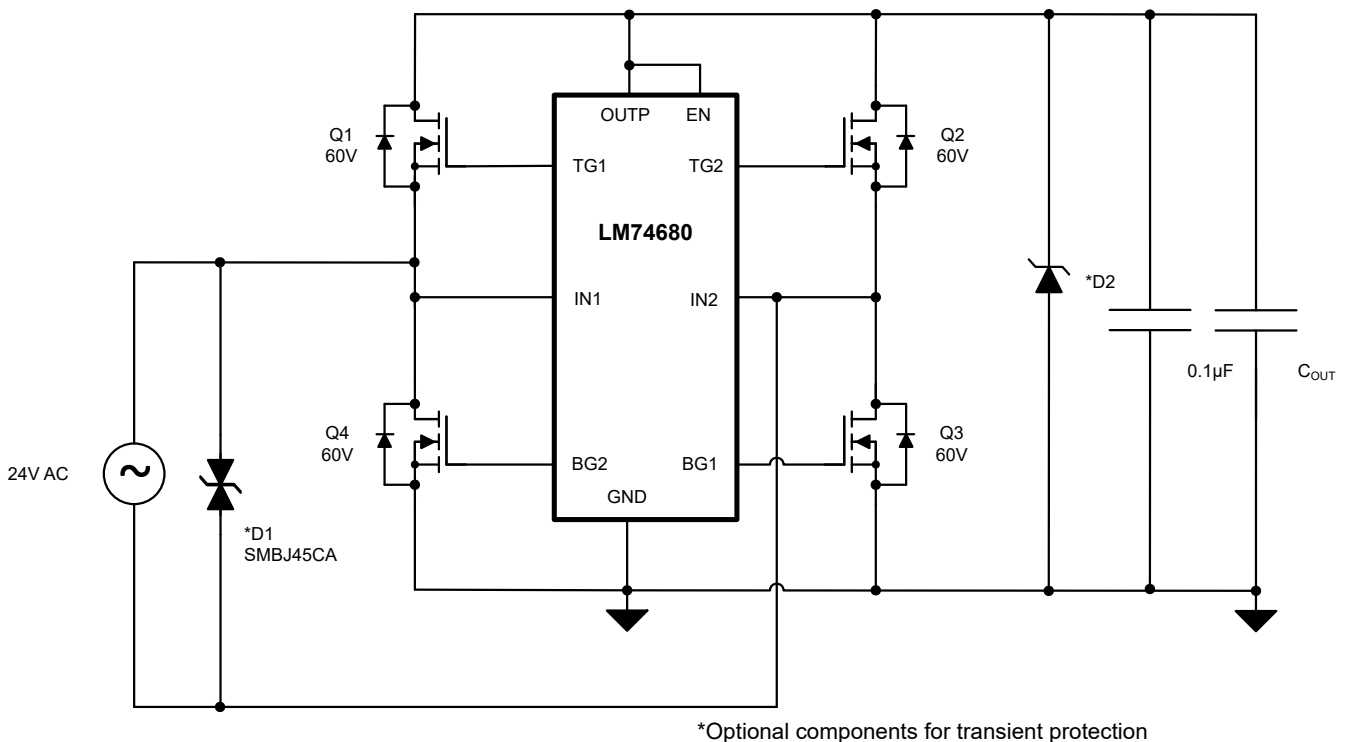 OUTP
EN
Q1
60V
Q2
60V
TG1
TG2
LM74680
*D2
IN1
IN2
0.1µF
COUT
Q4
60V
Q3
60V
24V AC
BG2
BG1
GND
*D1
SMBJ45CA
*Optional components for transient protection